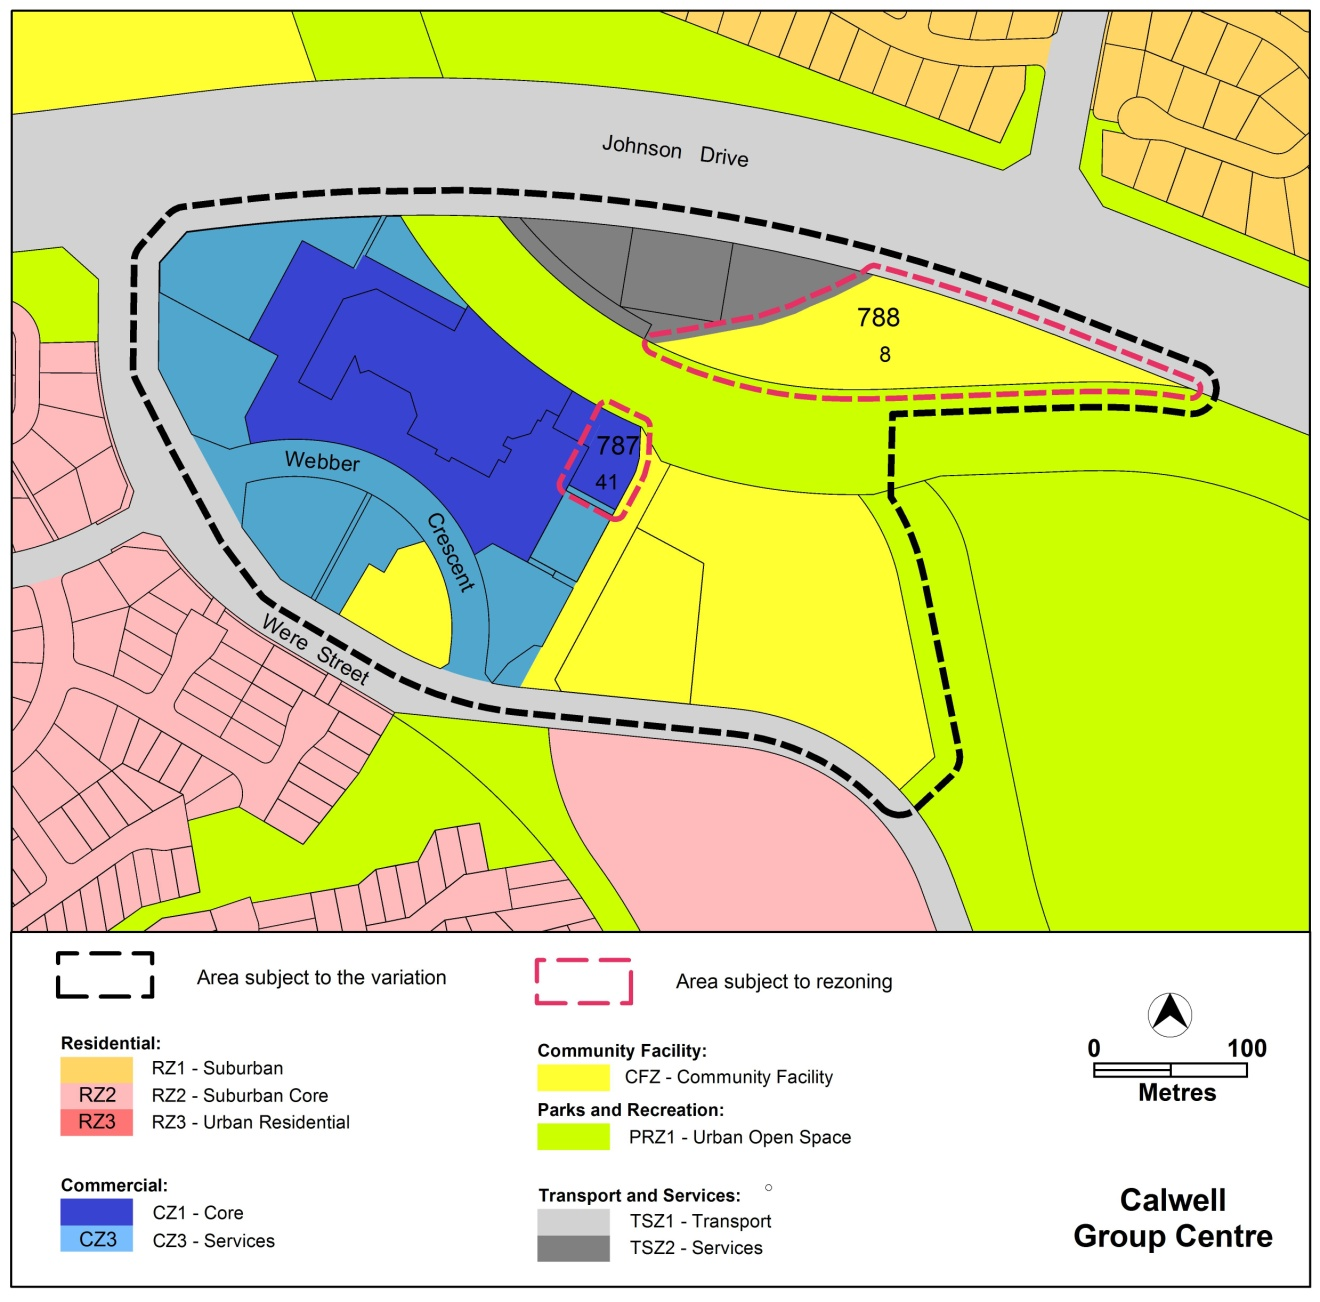 Johnson Drive
788
8
787
41
Webber
Crescent
Were Street
Area subject to the variation
Area subject to rezoning
Residential:
RZ1 - Suburban
RZ2 RZ2 - Suburban Core
RZ3 RZ3 - Urban Residential
Commercial:
CZ1 - Core
CZ3 CZ3 - Services
Community Facility:
CFZ - Community Facility
Parks and Recreation:
PRZ1 - Urban Open Space
Transport and Services:
TSZ1 - Transport
TSZ2 - Services
0 100
Metres
Calwell
Group Centre